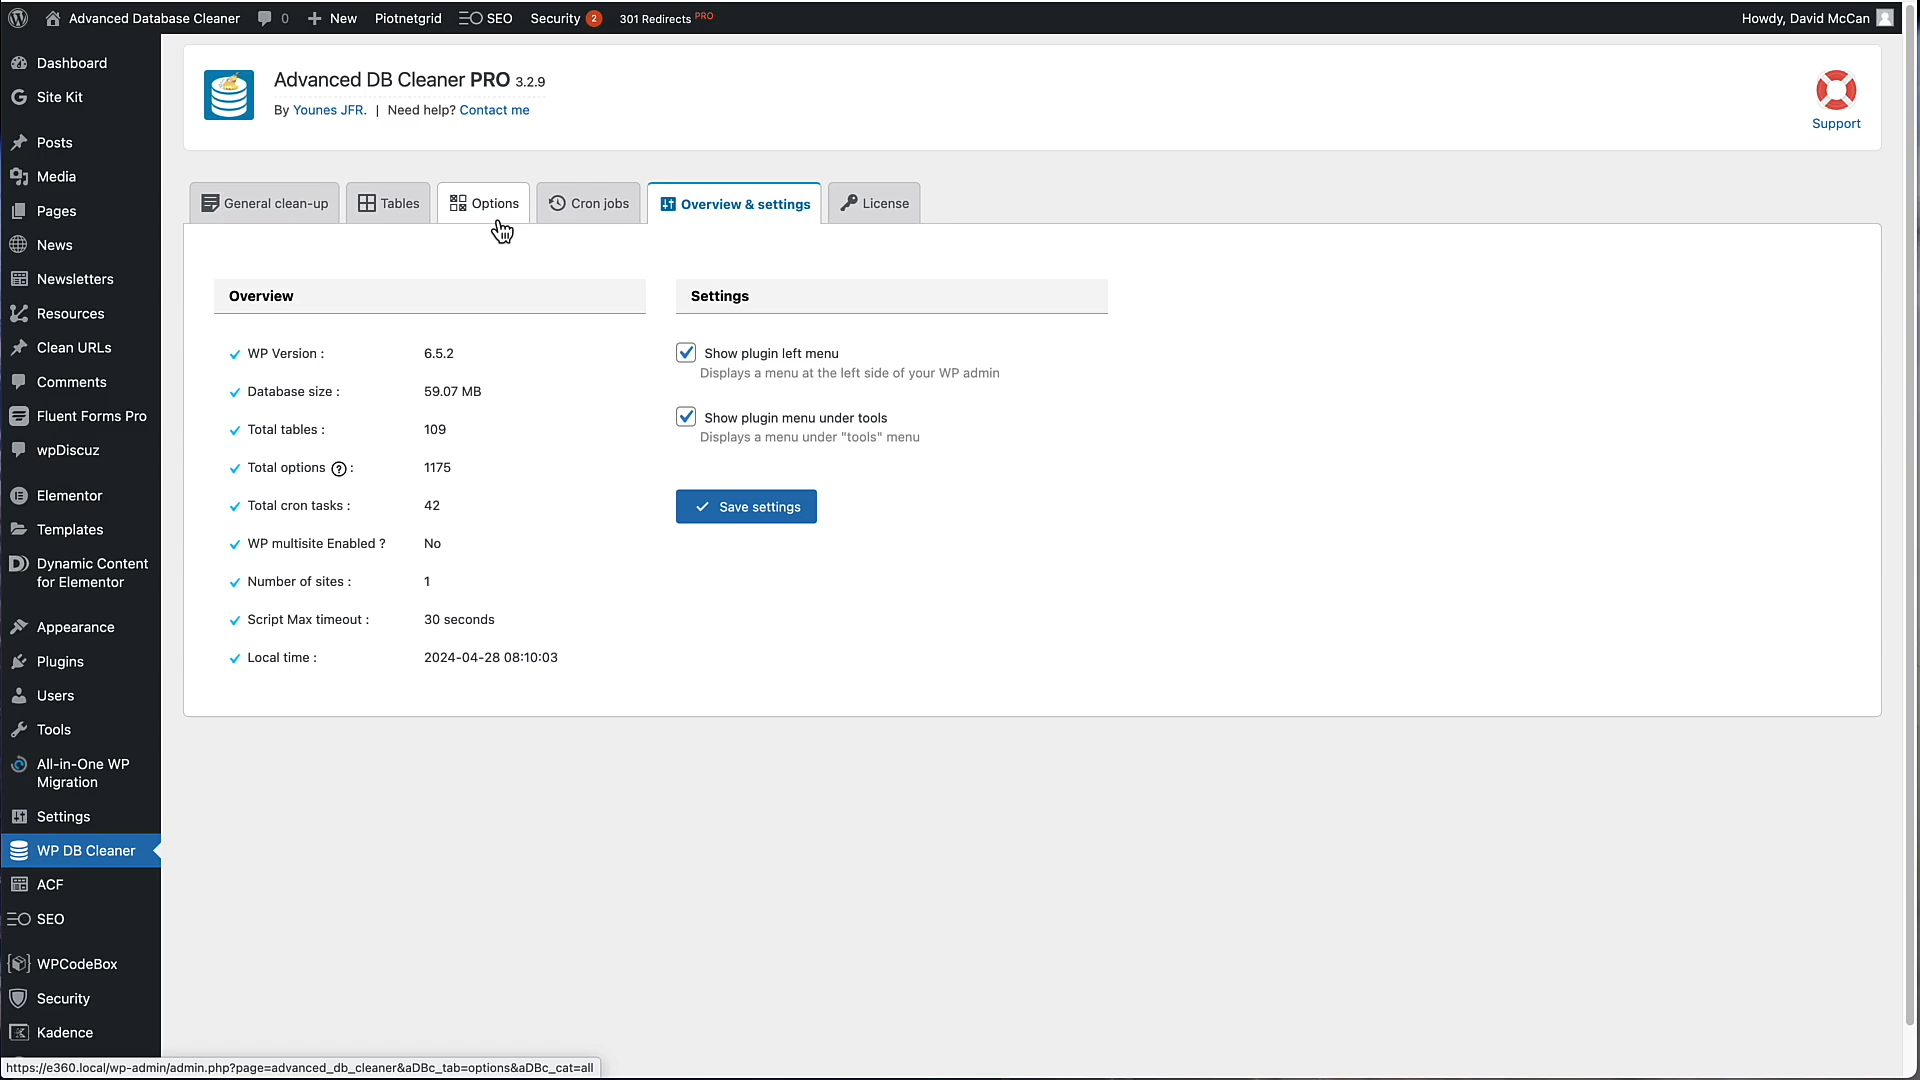 Advanced Database Cleaner 0 New Piotnetgrid SEO Security 2 301 Redirects PRO Howdy, David McCan
Dashboard
Site Kit
Posts
Media
Pages
News
Newsletters
Resources
Clean URLs
Comments
Fluent Forms Pro
wpDiscuz
Elementor
Templates
Dynamic Content
for Elementor
Appearance
Plugins
Users
Tools
All-in-One WP
Migration
Settings
WP DB Cleaner
ACF
SEO
WPCodeBox
Security
Kadence
Advanced DB Cleaner PRO 3.2.9
By Younes JFR. | Need help? Contact me
Support
General clean-up Tables Options Cron jobs Overview & settings License
Overview
WP Version : 6.5.2
Database size : 59.07 MB
Total tables : 109
Total options ? : 1175
Total cron tasks : 42
WP multisite Enabled ? No
Number of sites : 1
Script Max timeout : 30 seconds
Local time : 2024-04-28 08:10:03
Settings
Show plugin left menu
Displays a menu at the left side of your WP admin
Show plugin menu under tools
Displays a menu under "tools" menu
Save settings
https://e360.local/wp-admin/admin.php?page=advanced_db_cleaner&aDBc_tab=options&aDBc_cat=all